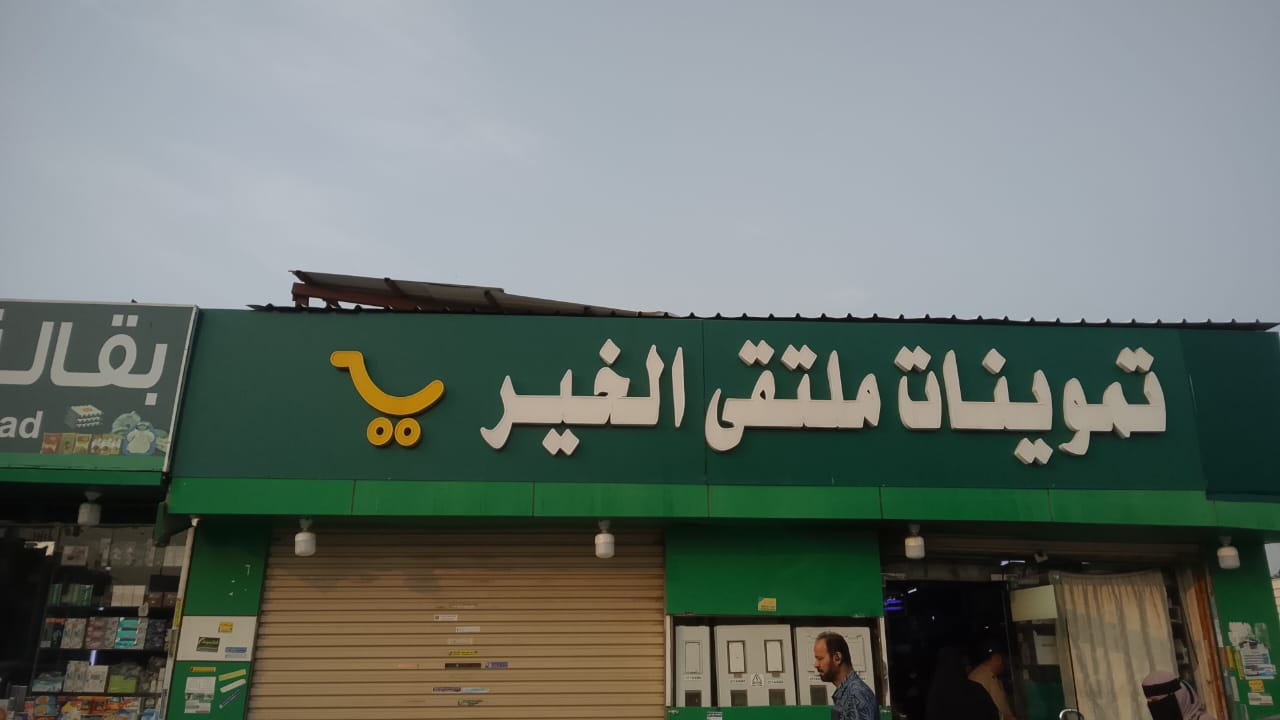 تموينات ملتقى الخير
بقالة
ad